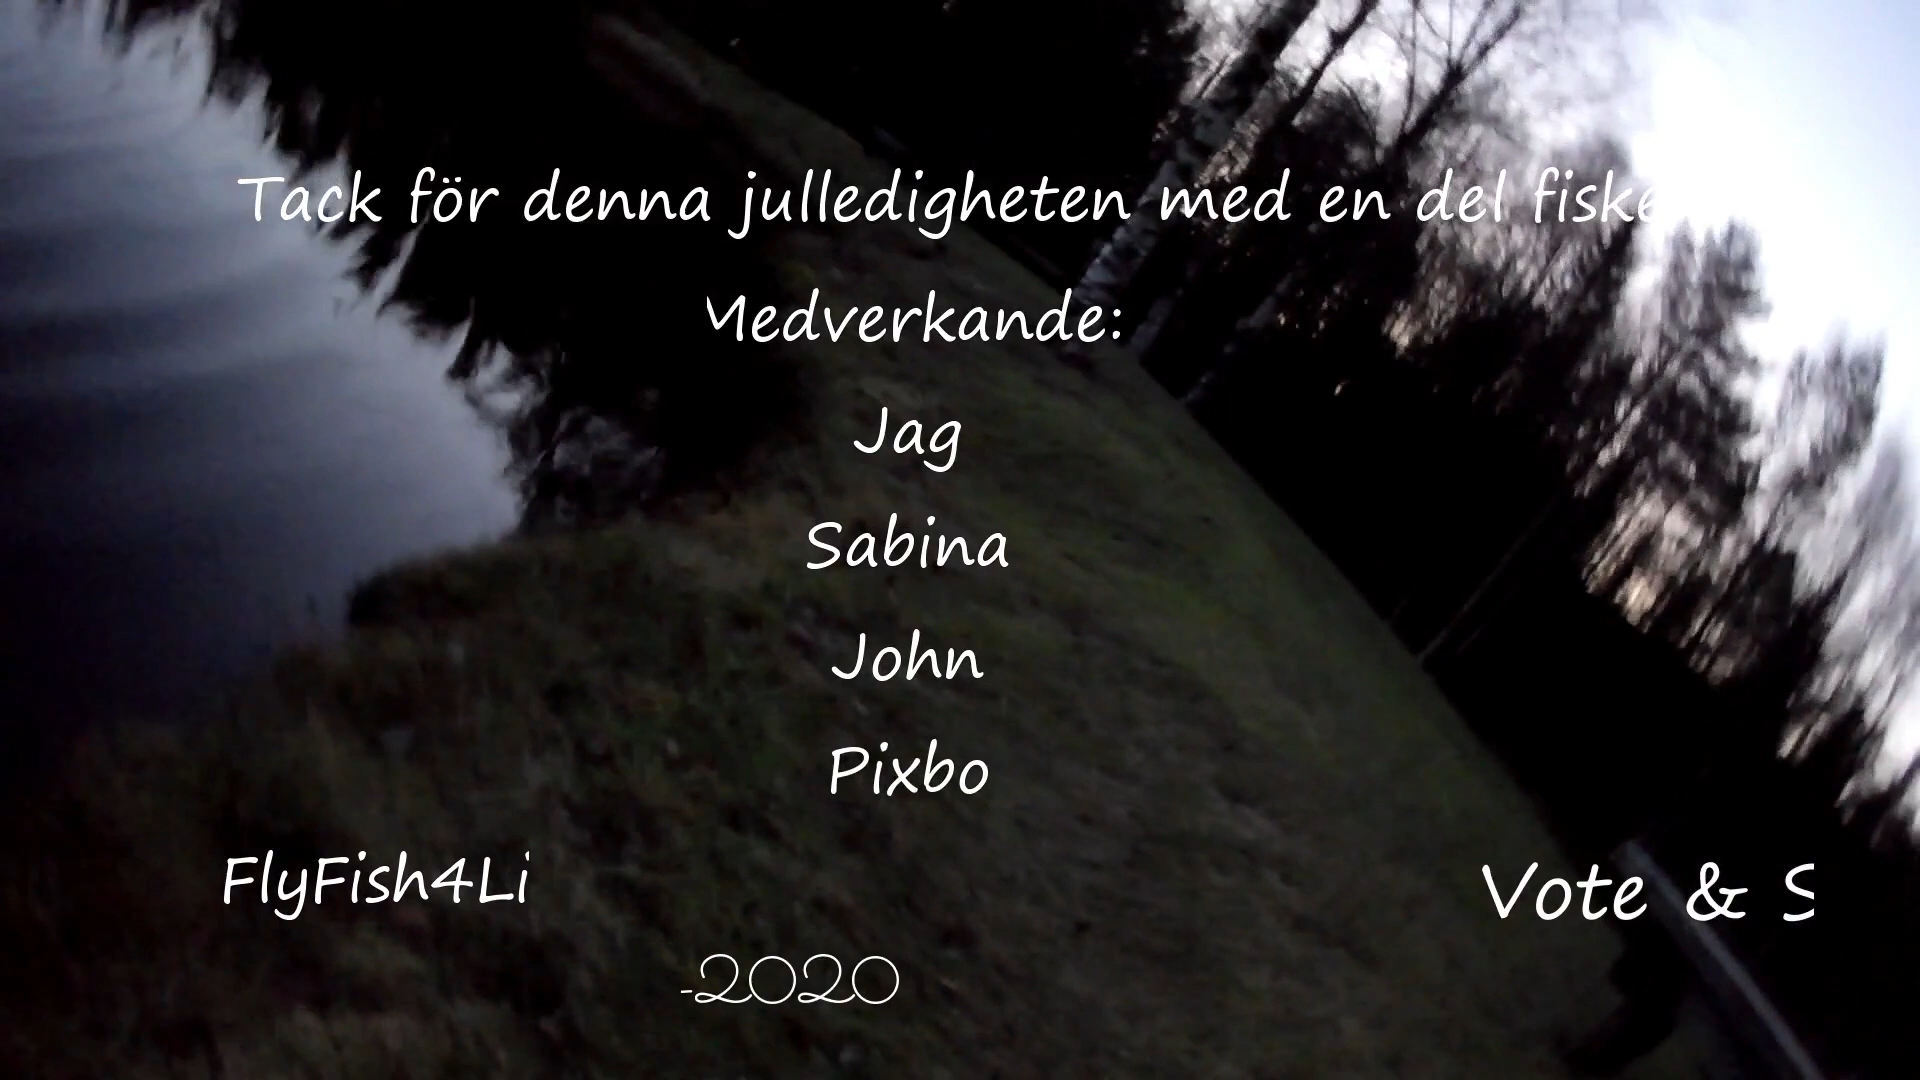 Tack för denna julledigheten med en del fiske
Medverkande:
Jag
Sabina
John
Pixbo
FlyFish4Li
Vote & S
-2020